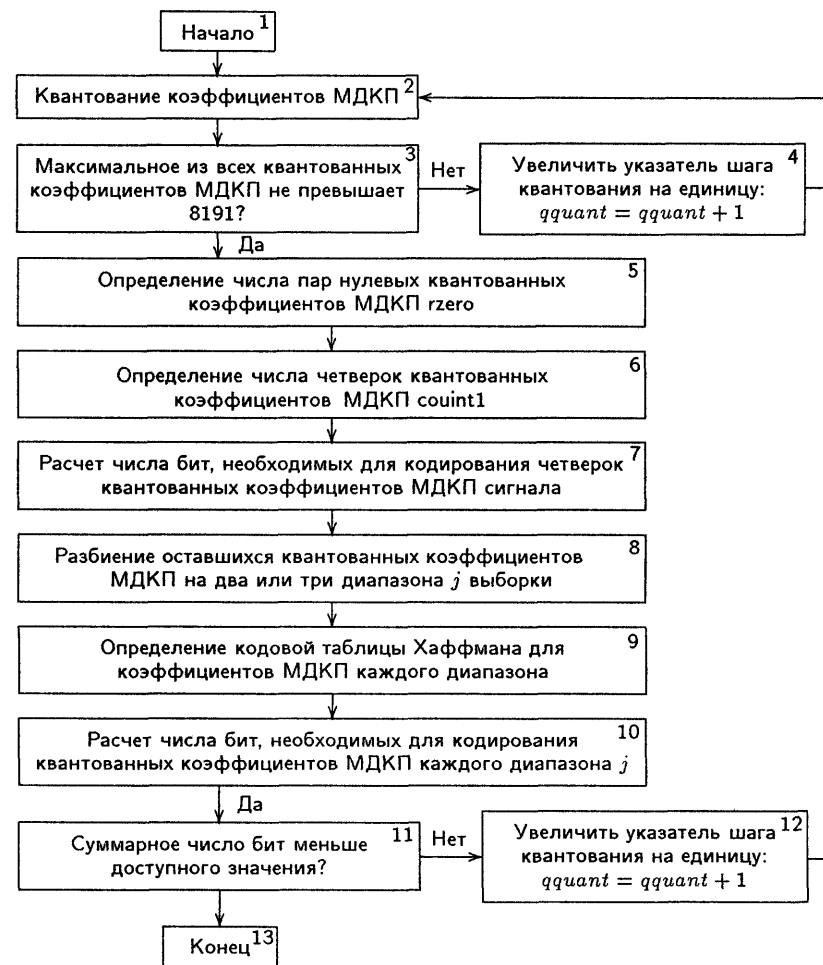 Начало 1
Квантование коэффициентов МДКП 2
Максимальное из всех квантованных 3
коэффициентов МДКП не превышает
8191?
Нет
Увеличить указатель шага 4
квантования на единицу:
qquant = qquant + 1
Да
Определение числа пар нулевых квантованных 5
коэффициентов МДКП rzero
Определение числа четверок квантованных 6
коэффициентов МДКП couint1
Расчет числа бит, необходимых для кодирования четверок 7
квантованных коэффициентов МДКП сигнала
Разбиение оставшихся квантованных коэффициентов 8
МДКП на два или три диапазона j выборки
Определение кодовой таблицы Хаффмана для 9
коэффициентов МДКП каждого диапазона
Расчет числа бит, необходимых для кодирования 10
квантованных коэффициентов МДКП каждого диапазона j
Да
Суммарное число бит меньше 11
доступного значения?
Нет
Увеличить указатель шага 12
квантования на единицу:
qquant = qquant + 1
Конец 13